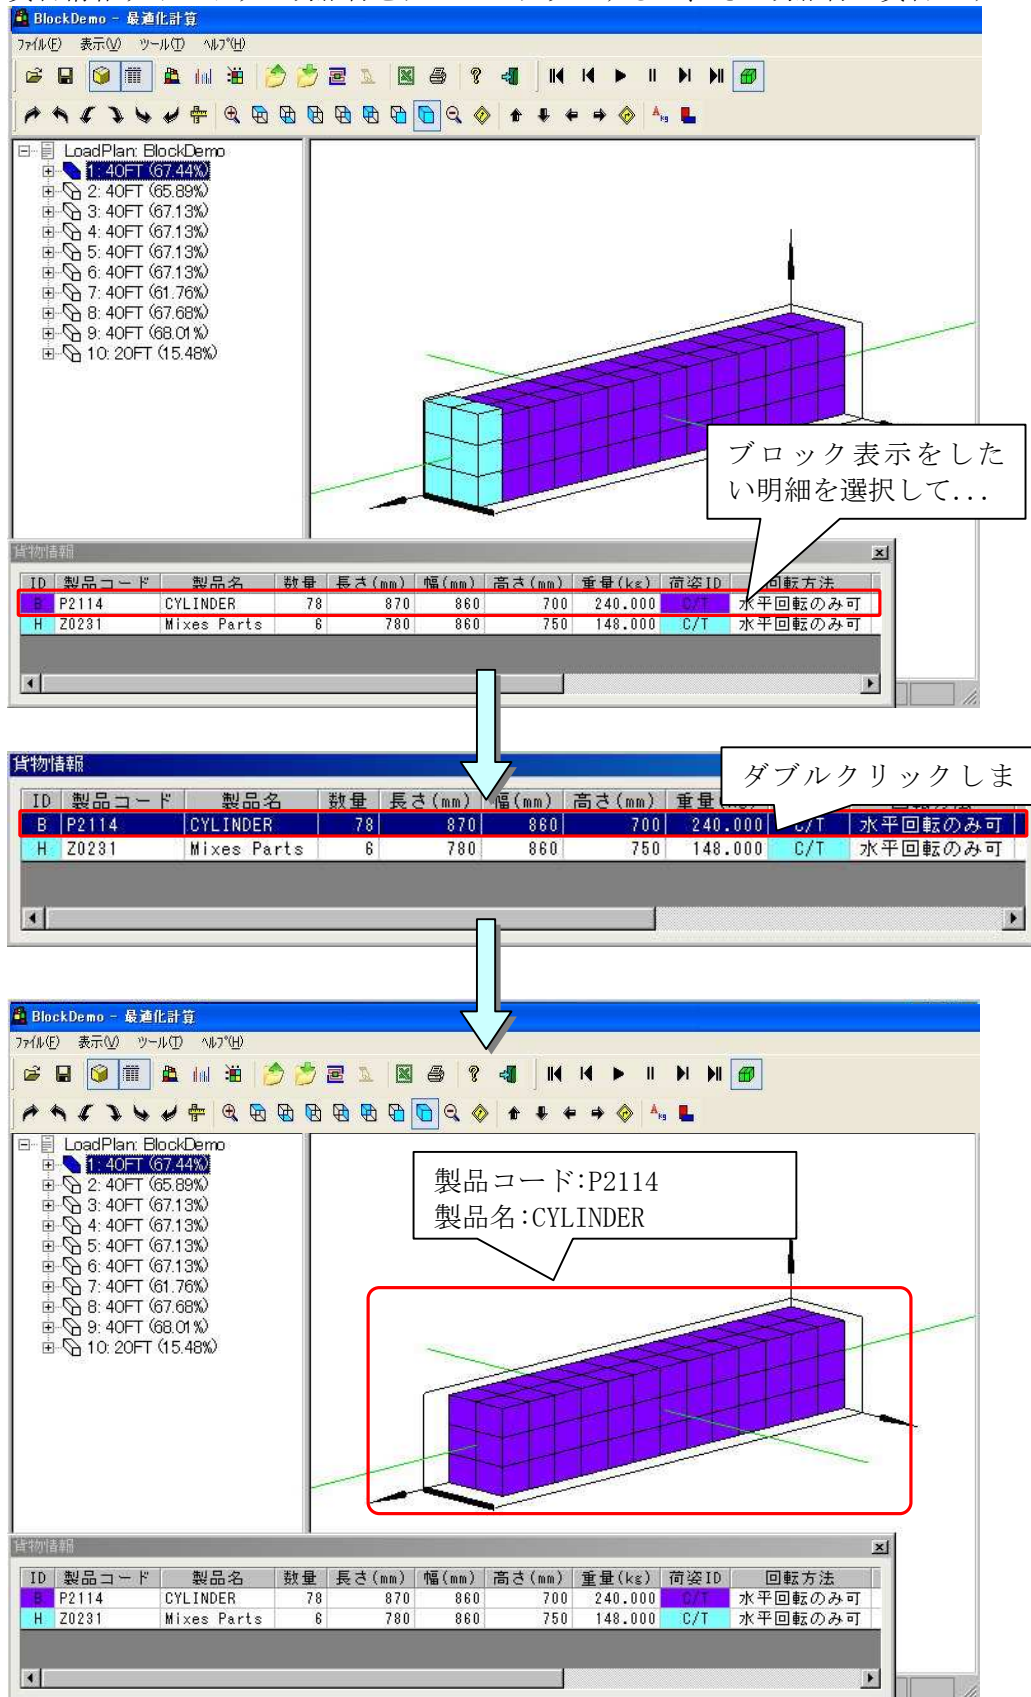 BlockDemo - 最適化計算
ファイル(F) 表示(V) ツール(T) ヘルプ(H)
LoadPlan: BlockDemo
1: 40FT (67.44%)
2: 40FT (65.89%)
3: 40FT (67.13%)
4: 40FT (67.13%)
5: 40FT (67.13%)
6: 40FT (67.13%)
7: 40FT (61.76%)
8: 40FT (67.68%)
9: 40FT (68.01%)
10: 20FT (15.48%)
ブロック表示をした
い明細を選択して...
貨物情報
ID 製品コード 製品名 数量 長さ(mm) 幅(mm) 高さ(mm) 重量(kg) 荷姿ID 回転方法
B P2114 CYLINDER 78 870 860 700 240.000 C/T 水平回転のみ可
H Z0231 Mixes Parts 6 780 860 750 148.000 C/T 水平回転のみ可
貨物情報
ダブルクリックしま
ID 製品コード 製品名 数量 長さ(mm) 幅(mm) 高さ(mm)
B P2114 CYLINDER 78 870 860 700 240.000 C/T 水平回転のみ可
H Z0231 Mixes Parts 6 780 860 750 148.000 C/T 水平回転のみ可
BlockDemo - 最適化計算
ファイル(F) 表示(V) ツール(T) ヘルプ(H)
LoadPlan: BlockDemo
1: 40FT (67.44%)
2: 40FT (65.89%)
3: 40FT (67.13%)
4: 40FT (67.13%)
5: 40FT (67.13%)
6: 40FT (67.13%)
7: 40FT (61.76%)
8: 40FT (67.68%)
9: 40FT (68.01%)
10: 20FT (15.48%)
製品コード:P2114
製品名:CYLINDER
貨物情報
ID 製品コード 製品名 数量 長さ(mm) 幅(mm) 高さ(mm) 重量(kg) 荷姿ID 回転方法
B P2114 CYLINDER 78 870 860 700 240.000 C/T 水平回転のみ可
H Z0231 Mixes Parts 6 780 860 750 148.000 C/T 水平回転のみ可